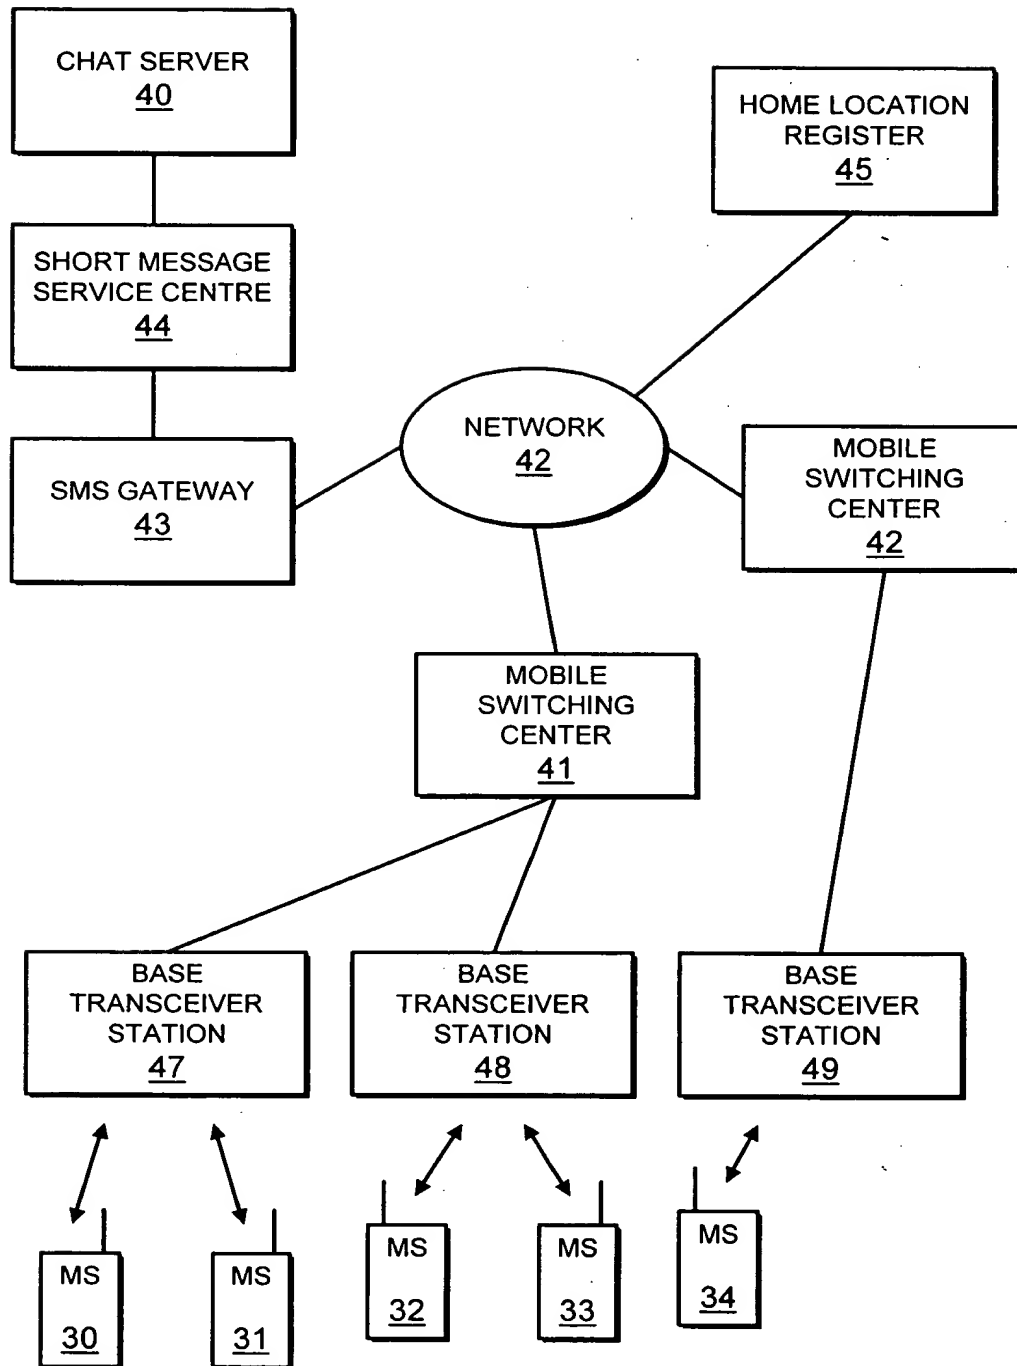 CHAT SERVER
40
HOME LOCATION
REGISTER
45
SHORT MESSAGE
SERVICE CENTRE
44
NETWORK
42
MOBILE
SWITCHING
CENTER
42
SMS GATEWAY
43
MOBILE
SWITCHING
CENTER
41
BASE
TRANSCEIVER
STATION
47
BASE
TRANSCEIVER
STATION
48
BASE
TRANSCEIVER
STATION
49
MS
30
MS
31
MS
32
MS
33
MS
34